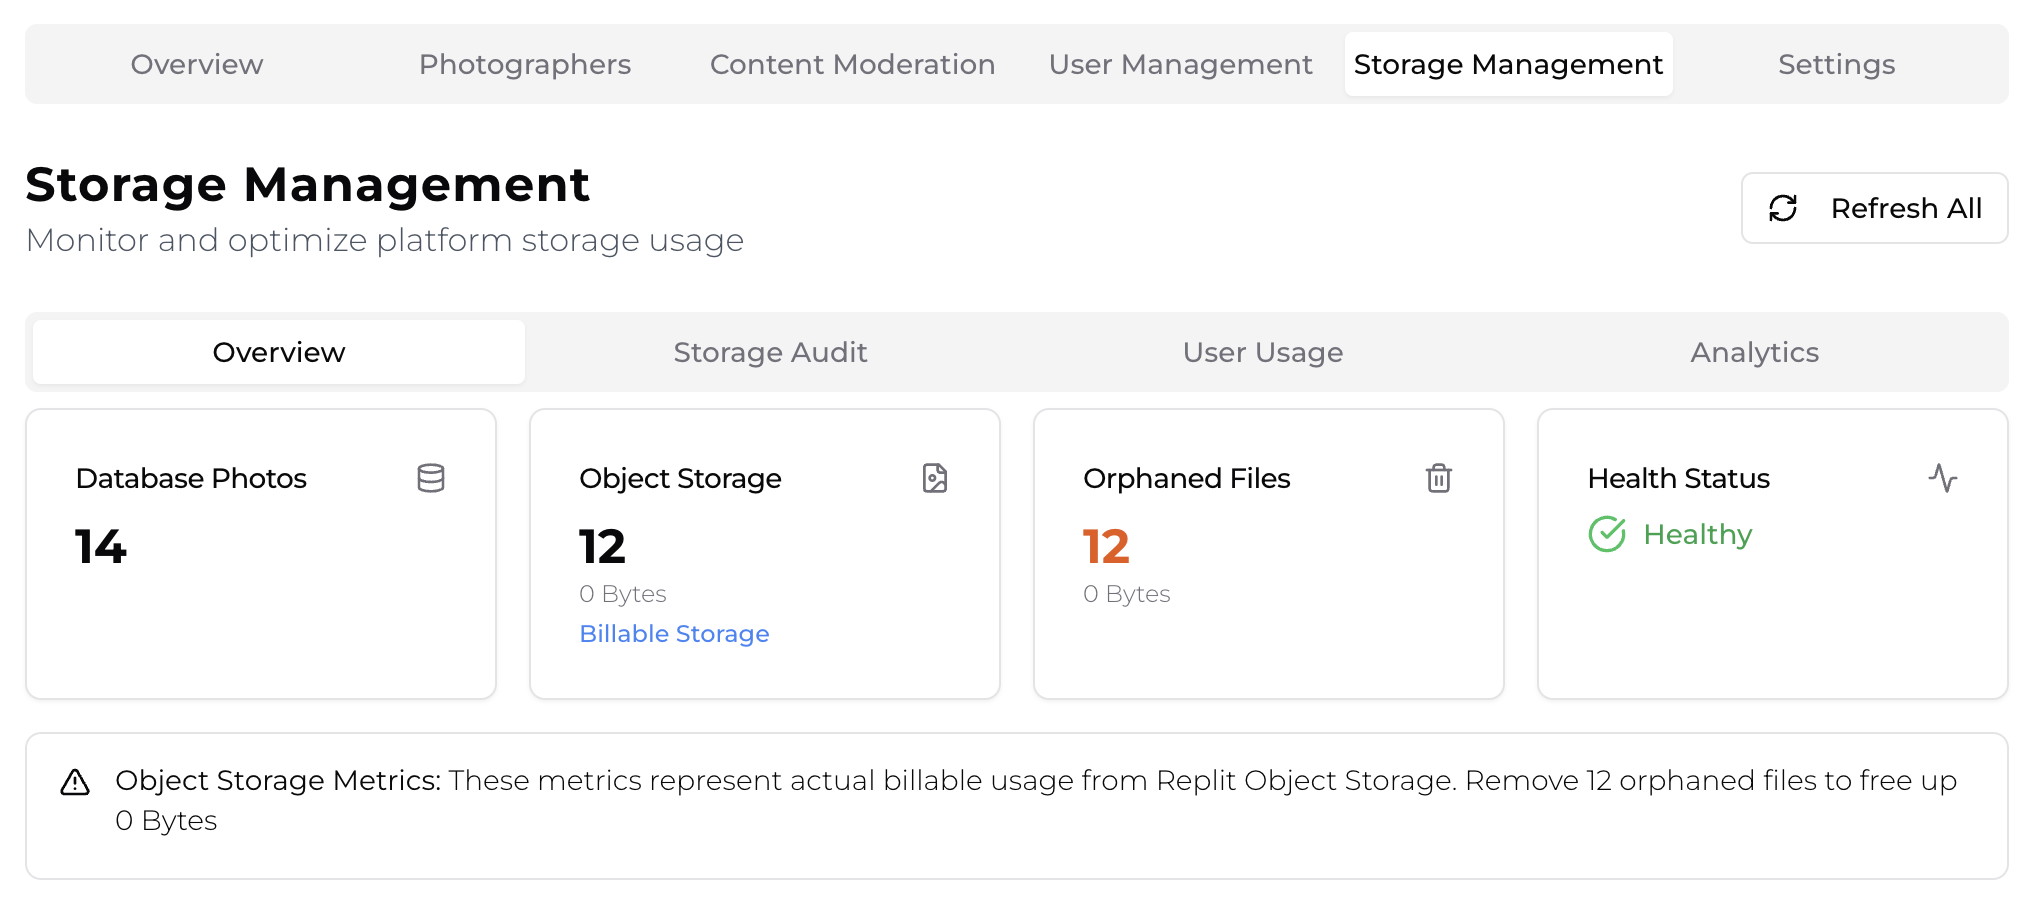 Overview Photographers Content Moderation User Management Storage Management Settings
Storage Management
Monitor and optimize platform storage usage
Refresh All
Overview Storage Audit User Usage Analytics
Database Photos
14
Object Storage
12
0 Bytes
Billable Storage
Orphaned Files
12
0 Bytes
Health Status
Healthy
Object Storage Metrics: These metrics represent actual billable usage from Replit Object Storage. Remove 12 orphaned files to free up
0 Bytes